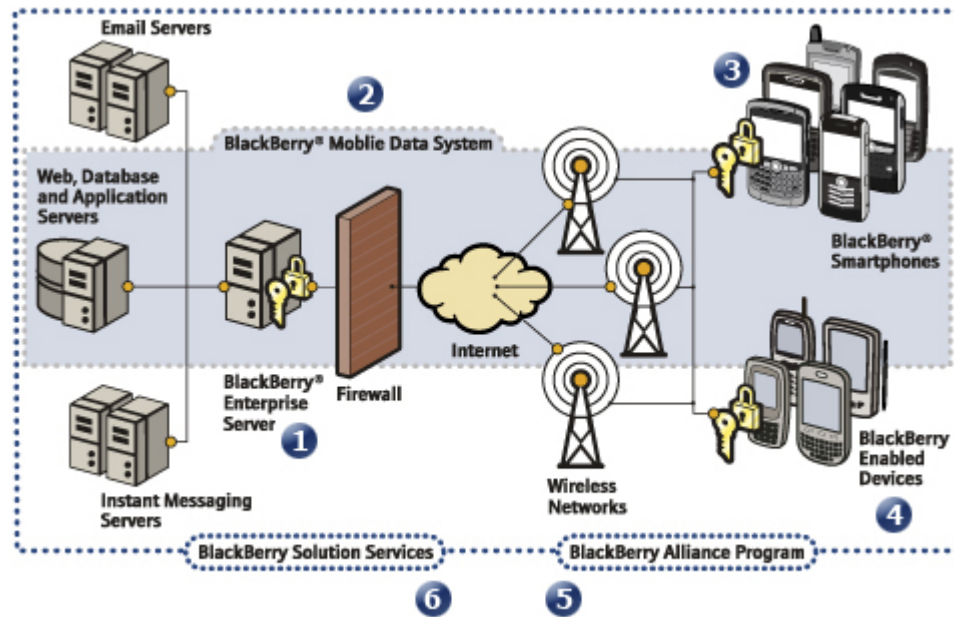 Email Servers
2
3
BlackBerry® Moblie Data System
Web, Database
and Application
Servers
BlackBerry®
Smartphones
Internet
BlackBerry®
Enterprise
Server
1
Firewall
Instant Messaging
Servers
Wireless
Networks
BlackBerry
Enabled
Devices
4
BlackBerry Solution Services
BlackBerry Alliance Program
6
5